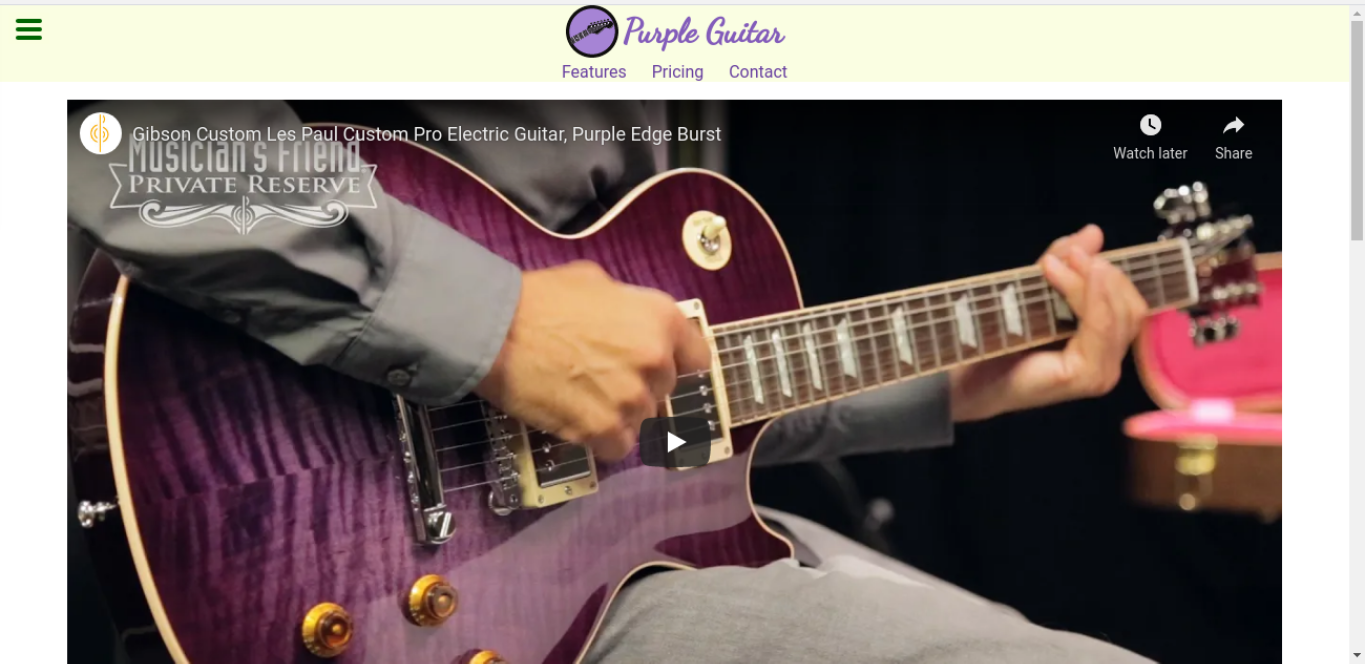 Purple Guitar
Features Pricing Contact
Gibson Custom Les Paul Custom Pro Electric Guitar, Purple Edge Burst
Watch later Share
Musician's Friend
PRIVATE RESERVE